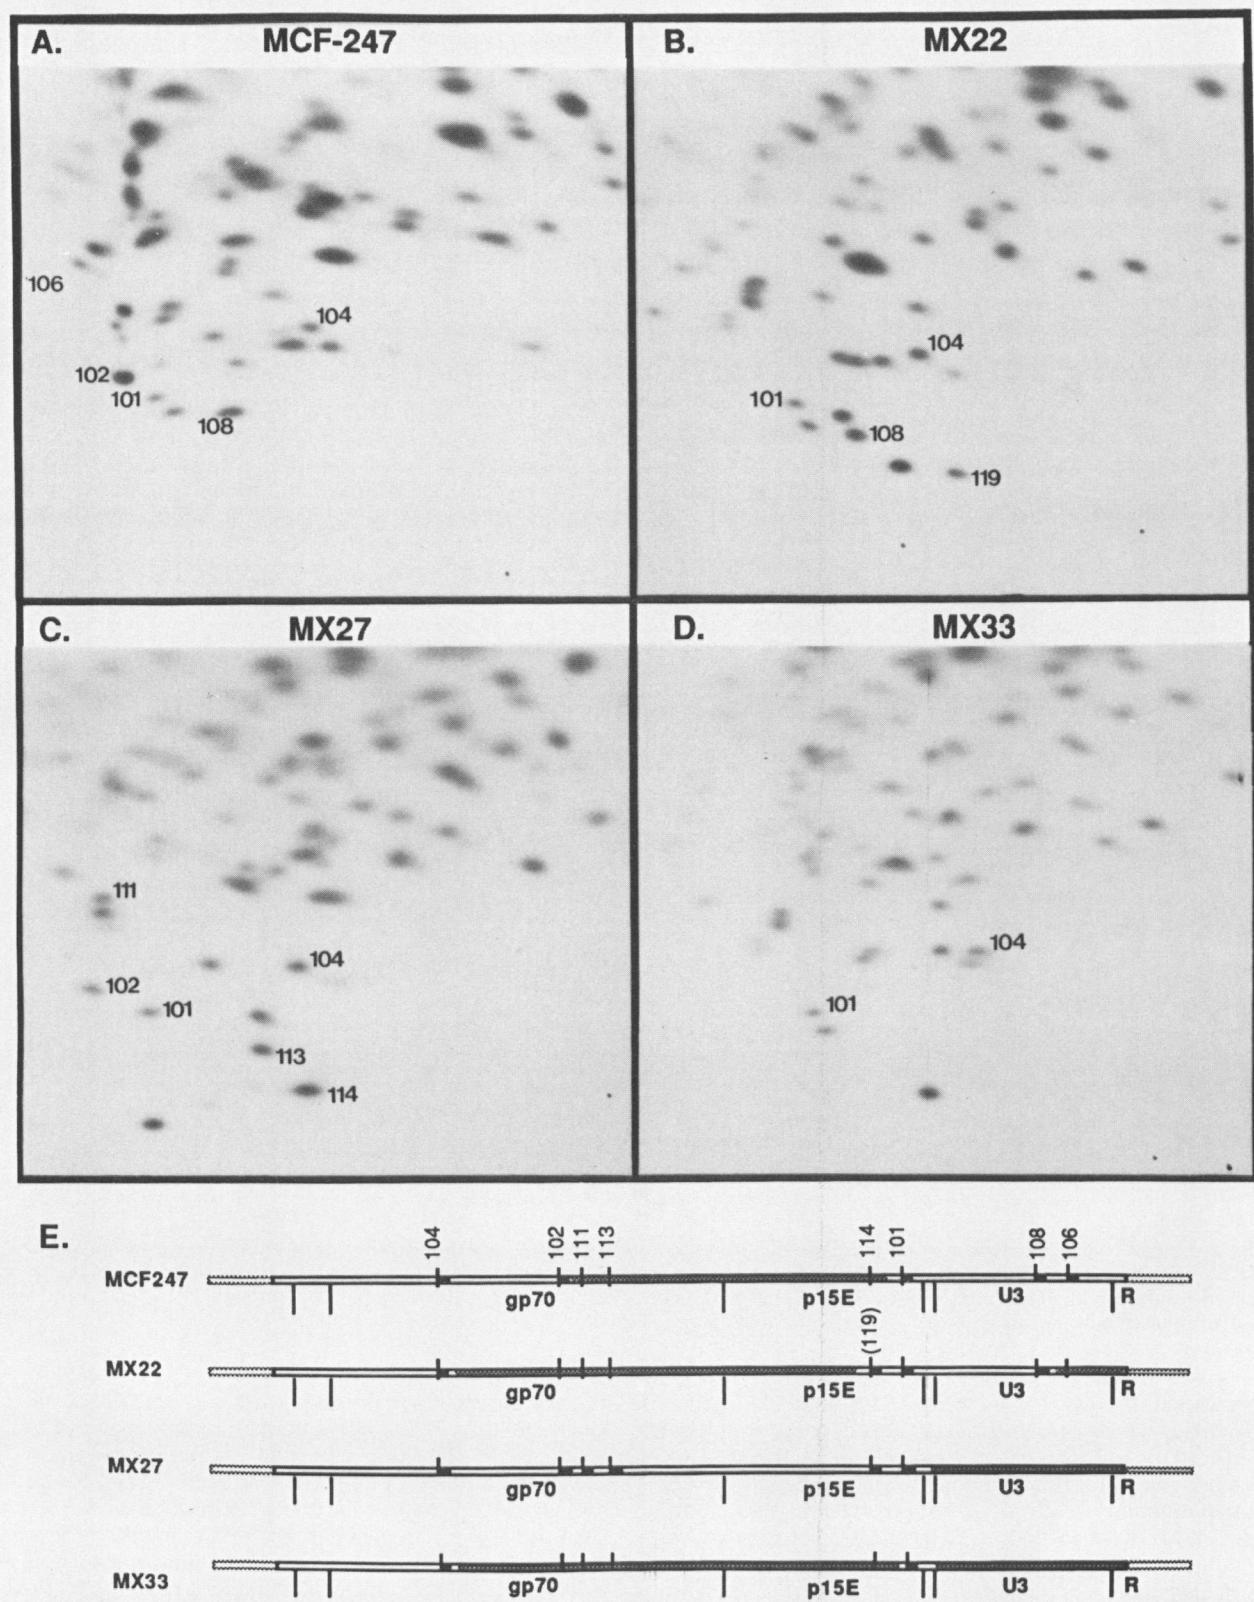 A. MCF-247
106
104
102
101
108
B. MX22
104
101
108
119
C. MX27
111
104
102
101
113
114
D. MX33
104
101
E.
104 102 111 113 114 101 108 106
MCF247
gp70 p15E U3 R
(119)
MX22
gp70 p15E U3 R
MX27
gp70 p15E U3 R
MX33
gp70 p15E U3 R